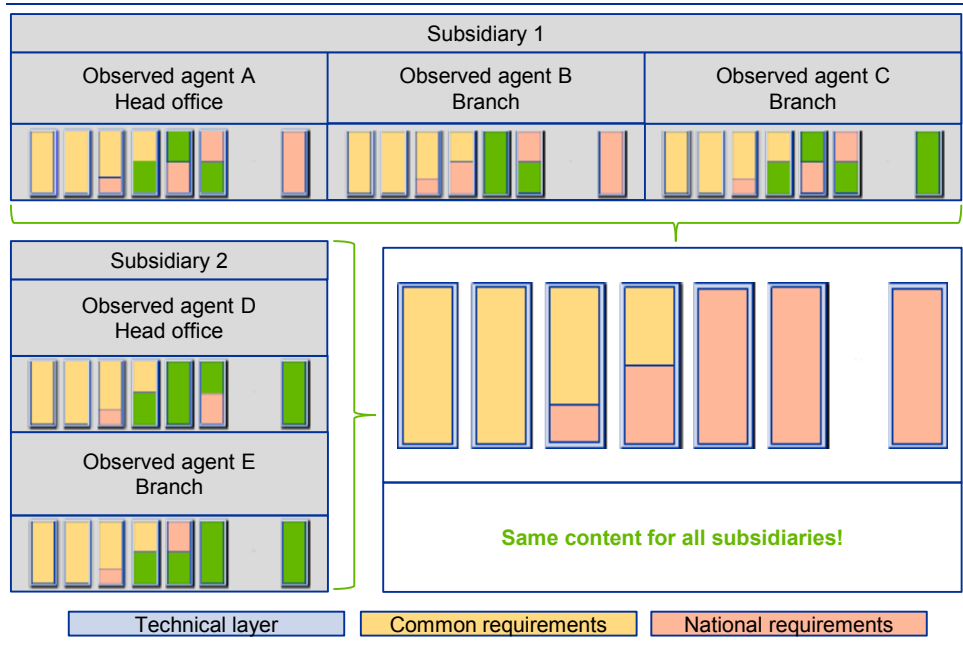 Subsidiary 1
Observed agent A
Head office
Observed agent B
Branch
Observed agent C
Branch
Subsidiary 2
Observed agent D
Head office
Observed agent E
Branch
Same content for all subsidiaries!
Technical layer
Common requirements
National requirements